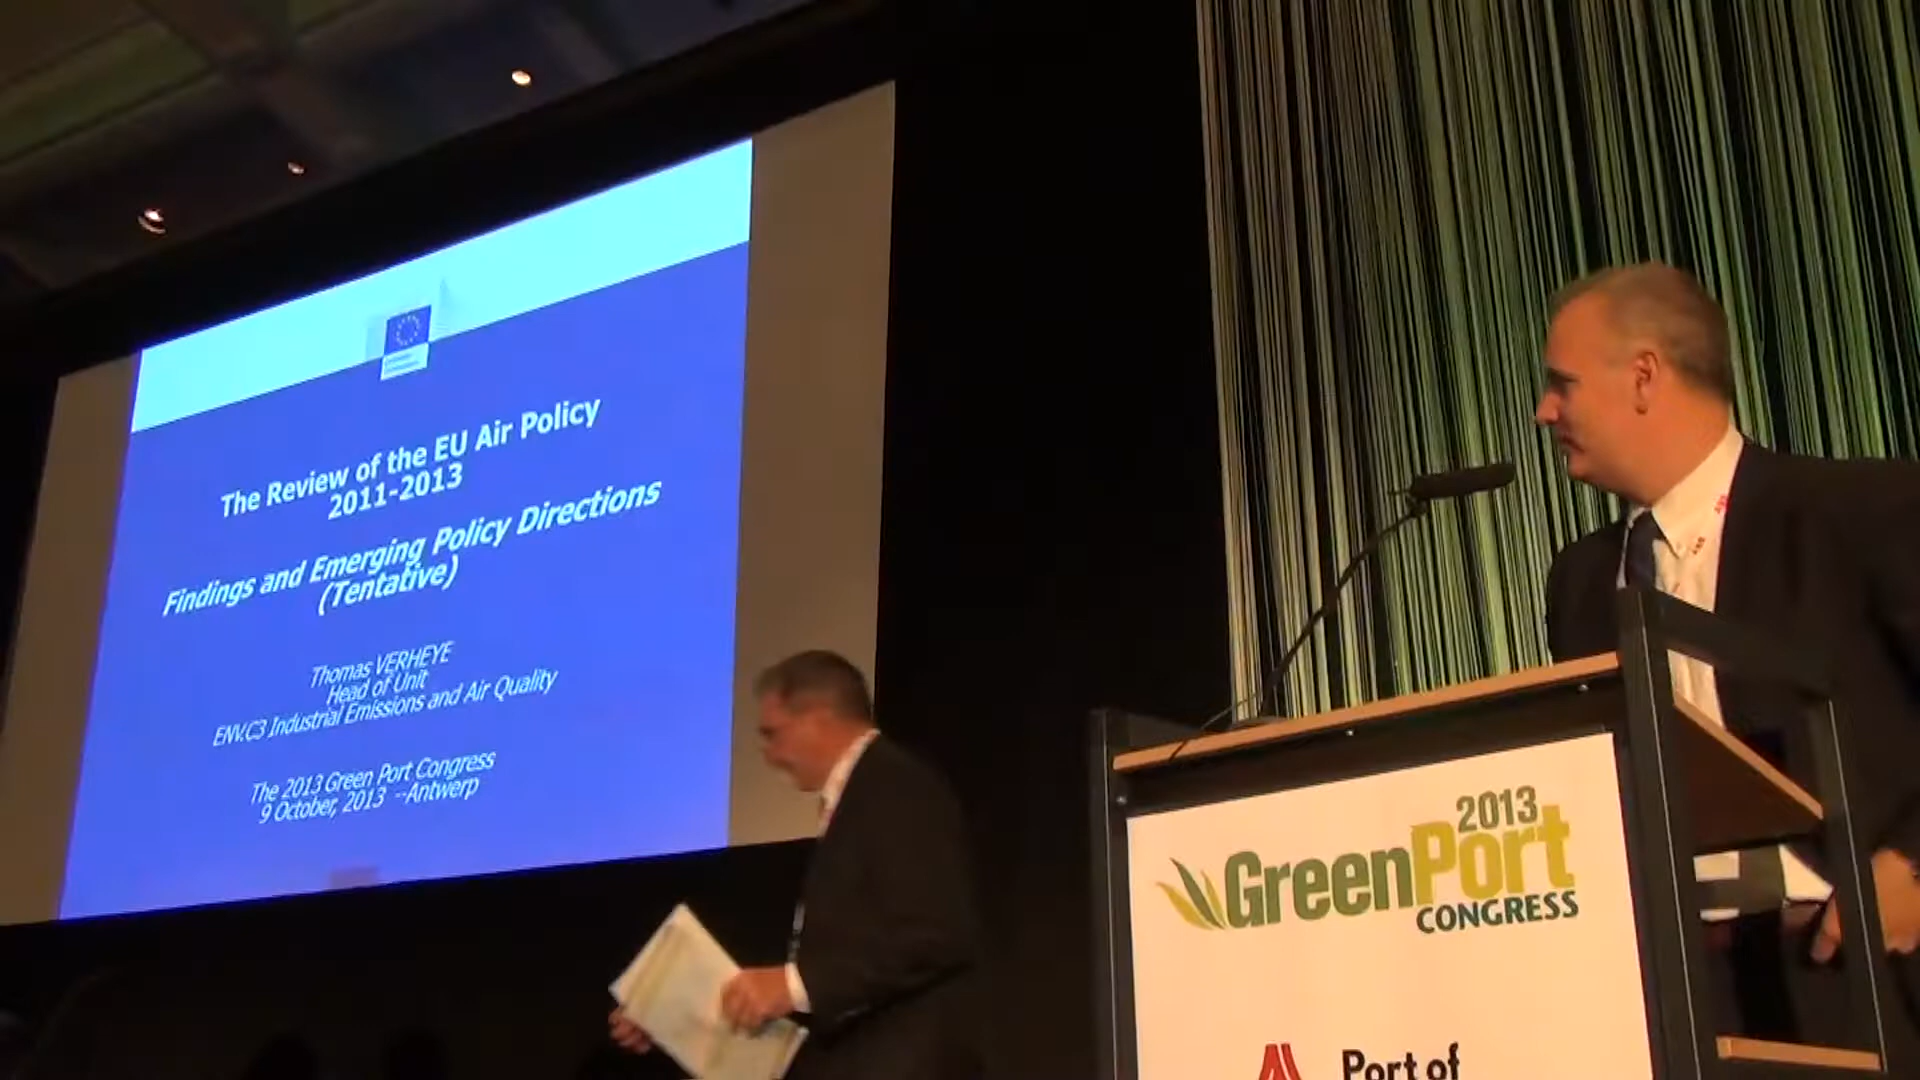 The Review of the EU Air Policy
2011-2013
Findings and Emerging Policy Directions
(Tentative)
Thomas VERHEYE
Head of Unit
ENV.C3 Industrial Emissions and Air Quality
The 2013 Green Port Congress
9 October, 2013 --Antwerp
2013
GreenPort
CONGRESS
Port of